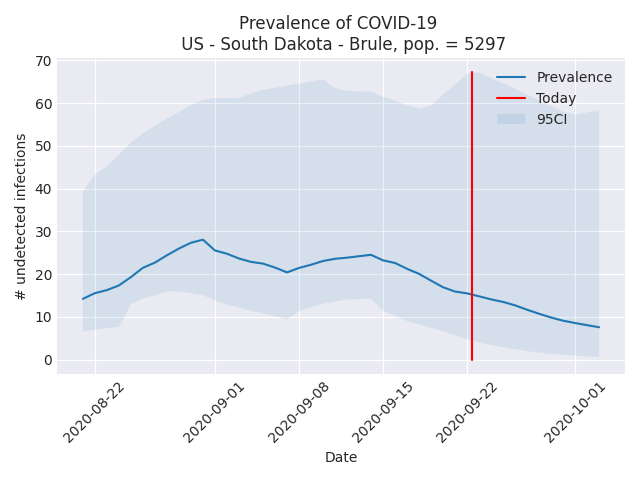 Prevalence of COVID-19
US - South Dakota - Brule, pop. = 5297
70
60
50
40
30
20
10
0
# undetected infections
Prevalence
Today
95CI
2020-08-22
2020-09-01
2020-09-08
2020-09-15
2020-09-22
2020-10-01
Date